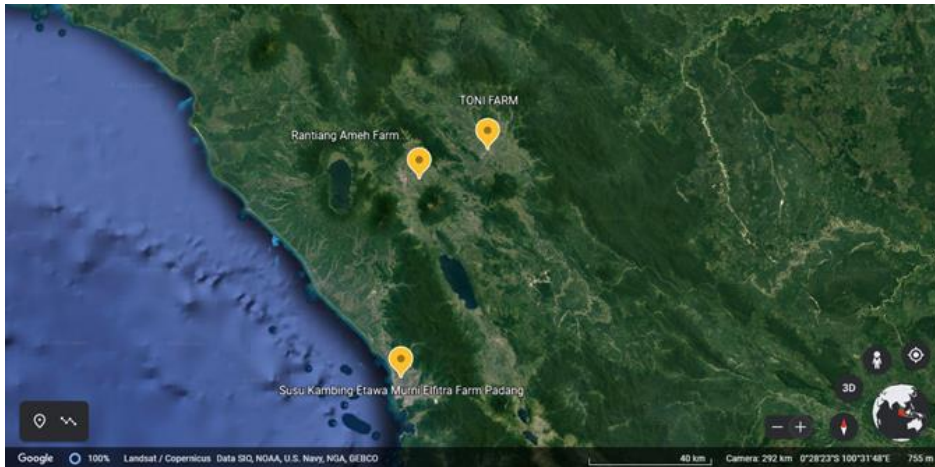 TONI FARM
Rantiang Ameh Farm
Susu Kambing Etawa Murni Elfitra Farm Padang
3D
Google 100% Landsat / Copernicus Data SIO, NOAA, U.S. Navy, NGA, GEBCO 40 km Camera: 292 km 0°28'23"S 100°31'48"E 755 m